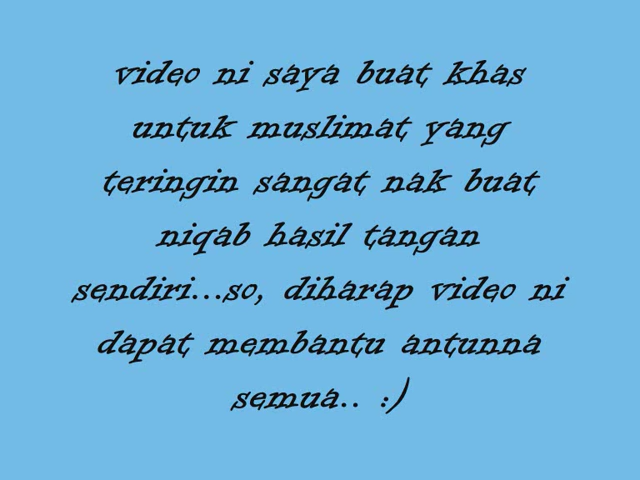 video ni saya buat khas
untuk muslimat yang
teringin sangat nak buat
niqab hasil tangan
sendiri...so, diharap video ni
dapat membantu antunna
semua.. :)